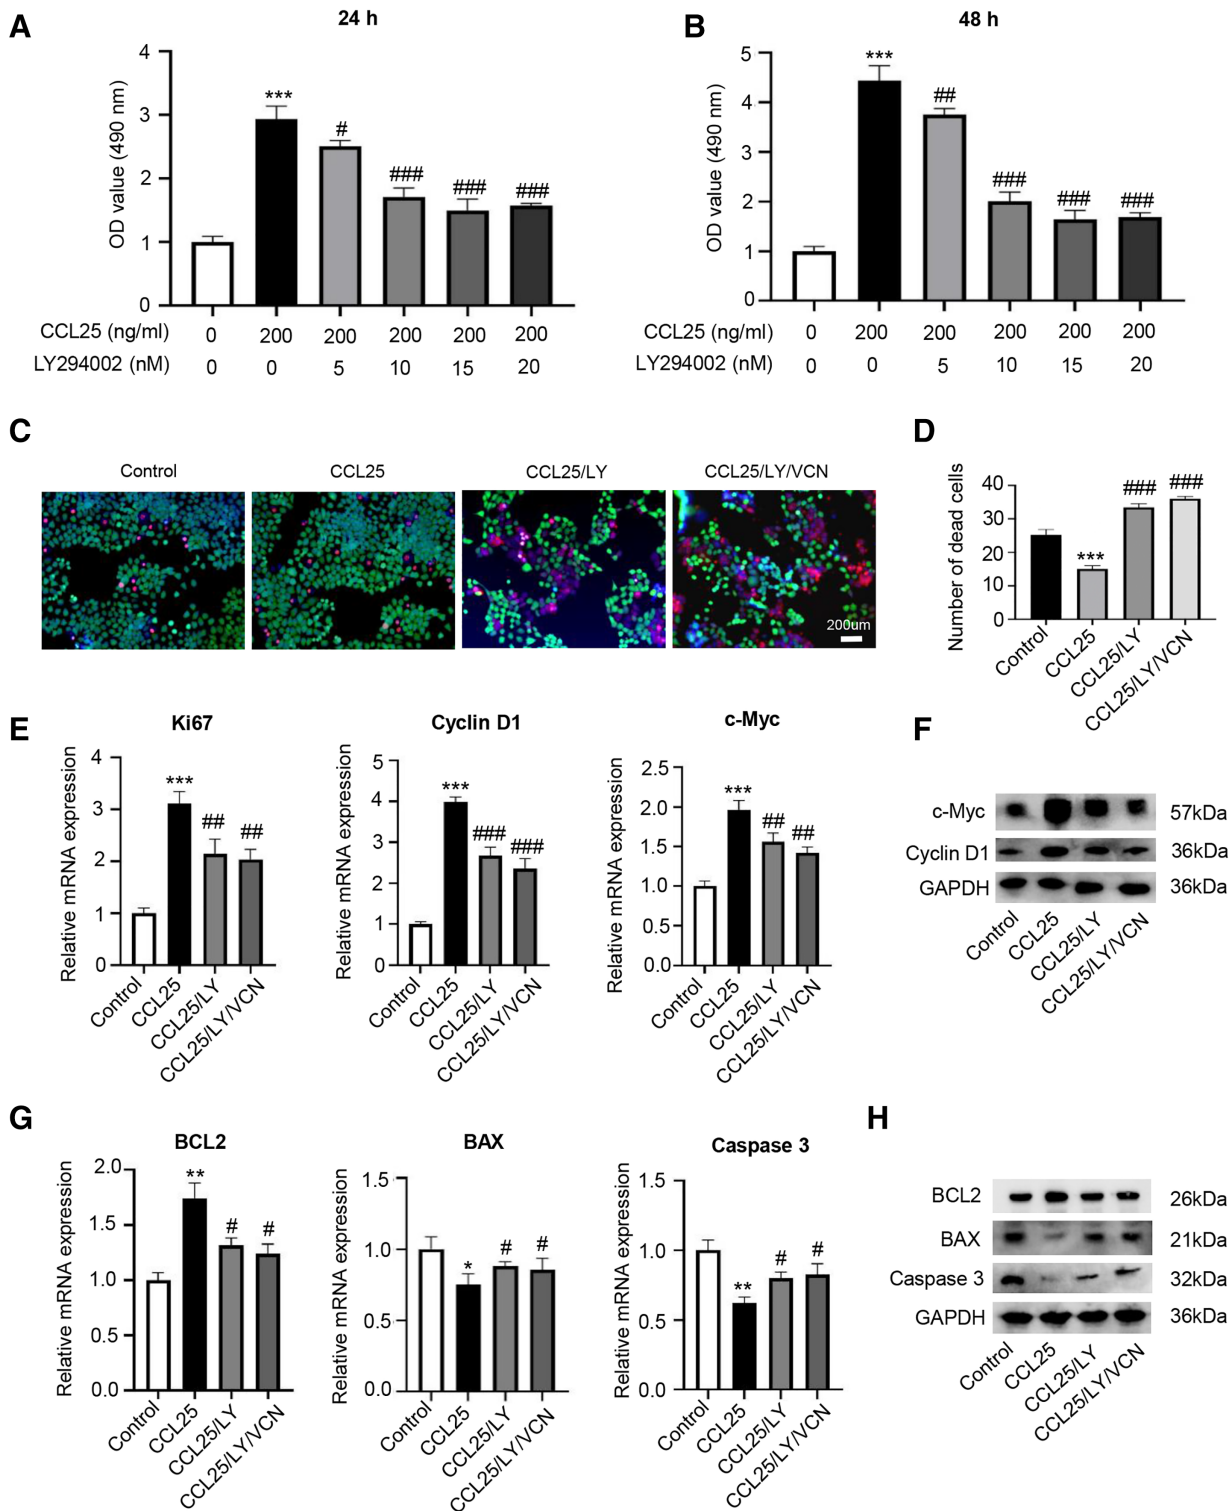 A
24 h
OD value (490 nm)
4
3
2
1
0
***
#
###
###
###
CCL25 (ng/ml) 0 200 200 200 200 200
LY294002 (nM) 0 0 5 10 15 20
B
48 h
OD value (490 nm)
5
4
3
2
1
0
***
##
###
###
###
CCL25 (ng/ml) 0 200 200 200 200 200
LY294002 (nM) 0 0 5 10 15 20
C
Control
CCL25
CCL25/LY
CCL25/LY/VCN
200um
D
Number of dead cells
40
30
20
10
0
***
###
###
Control
CCL25
CCL25/LY
CCL25/LY/VCN
E
Ki67
Relative mRNA expression
4
3
2
1
0
***
##
##
Control
CCL25
CCL25/LY
CCL25/LY/VCN
Cyclin D1
Relative mRNA expression
5
4
3
2
1
0
***
###
###
Control
CCL25
CCL25/LY
CCL25/LY/VCN
c-Myc
Relative mRNA expression
2.5
2.0
1.5
1.0
0.5
0.0
***
##
##
Control
CCL25
CCL25/LY
CCL25/LY/VCN
F
c-Myc 57kDa
Cyclin D1 36kDa
GAPDH 36kDa
Control
CCL25
CCL25/LY
CCL25/LY/VCN
G
BCL2
Relative mRNA expression
2.0
1.5
1.0
0.5
0.0
**
#
#
Control
CCL25
CCL25/LY
CCL25/LY/VCN
BAX
Relative mRNA expression
1.5
1.0
0.5
0.0
*
#
#
Control
CCL25
CCL25/LY
CCL25/LY/VCN
Caspase 3
Relative mRNA expression
1.5
1.0
0.5
0.0
**
#
#
Control
CCL25
CCL25/LY
CCL25/LY/VCN
H
BCL2 26kDa
BAX 21kDa
Caspase 3 32kDa
GAPDH 36kDa
Control
CCL25
CCL25/LY
CCL25/LY/VCN